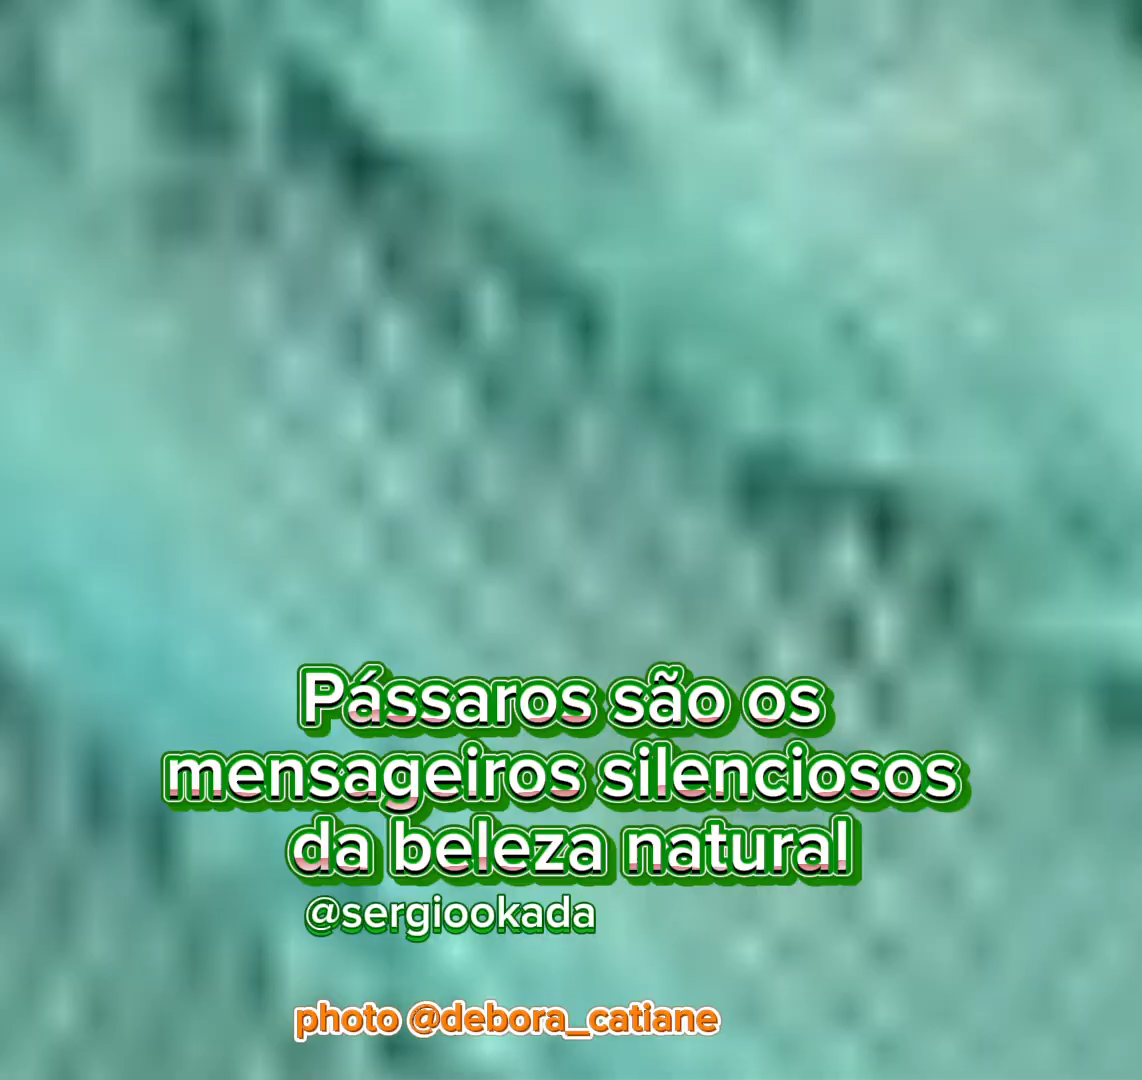 Pássaros são os
mensageiros silenciosos
da beleza natural
@sergiookada
photo @debora_catiane